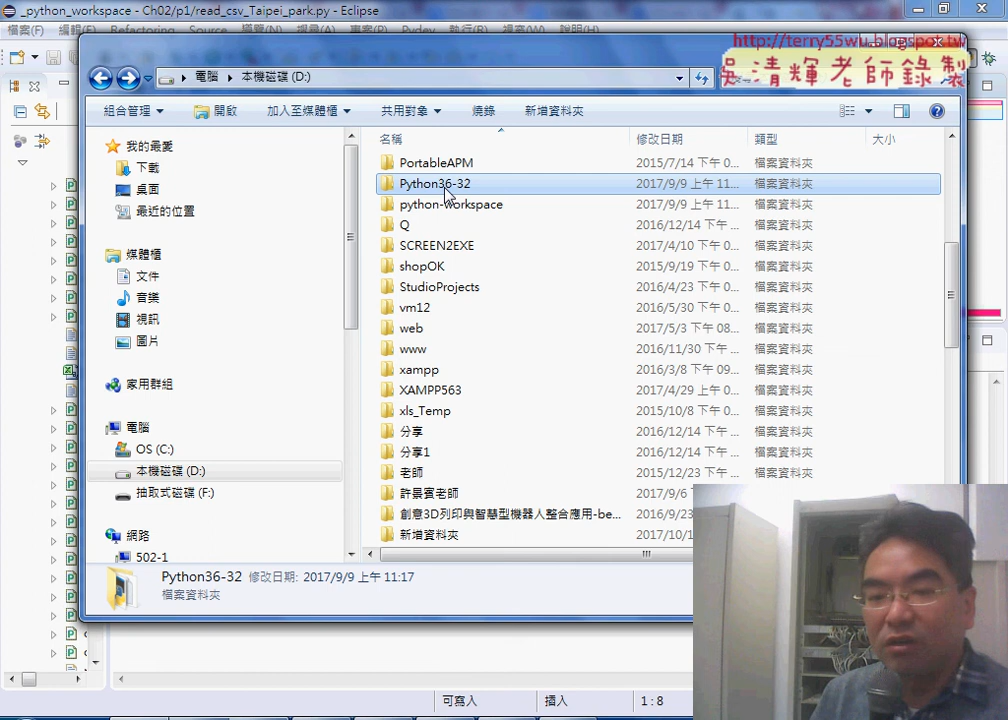 _python_workspace - Ch02/p1/read_csv_Taipei_park.py - Eclipse
檔案(F) 編輯(E) Refactoring Source 導覽(N) 搜尋(A) 專案(P) Pydev 執行(R) 視窗(W) 說明(H)
http://terry55wu.blogspot.tw
吳清輝老師錄製
電腦 本機磁碟 (D:)
組合管理 開啟 加入至媒體櫃 共用對象 燒錄 新增資料夾
名稱 修改日期 類型 大小
我的最愛
下載
桌面
最近的位置
媒體櫃
文件
音樂
視訊
圖片
家用群組
電腦
OS (C:)
本機磁碟 (D:)
抽取式磁碟 (F:)
網路
502-1
PortableAPM 2015/7/14 下午 0... 檔案資料夾
Python36-32 2017/9/9 上午 11... 檔案資料夾
python-workspace 2017/9/9 上午 11... 檔案資料夾
Q 2016/12/14 下午 ... 檔案資料夾
SCREEN2EXE 2017/4/10 下午 0... 檔案資料夾
shopOK 2015/9/19 下午 0... 檔案資料夾
StudioProjects 2016/4/23 下午 0... 檔案資料夾
vm12 2016/5/30 下午 0... 檔案資料夾
web 2017/5/3 下午 08... 檔案資料夾
www 2016/11/30 下午 ... 檔案資料夾
xampp 2016/3/8 下午 09... 檔案資料夾
XAMPP563 2017/4/29 上午 0... 檔案資料夾
xls_Temp 2015/10/8 下午 0... 檔案資料夾
分享 2016/12/14 下午 ... 檔案資料夾
分享1 2016/12/14 下午 ... 檔案資料夾
老師 2015/12/23 下午 ... 檔案資料夾
許景賓老師 2017/9/6
創意3D列印與智慧型機器人整合應用-be... 2016/9/23
新增資料夾 2017/10/1
Python36-32 修改日期: 2017/9/9 上午 11:17
檔案資料夾
可寫入 插入 1 : 8